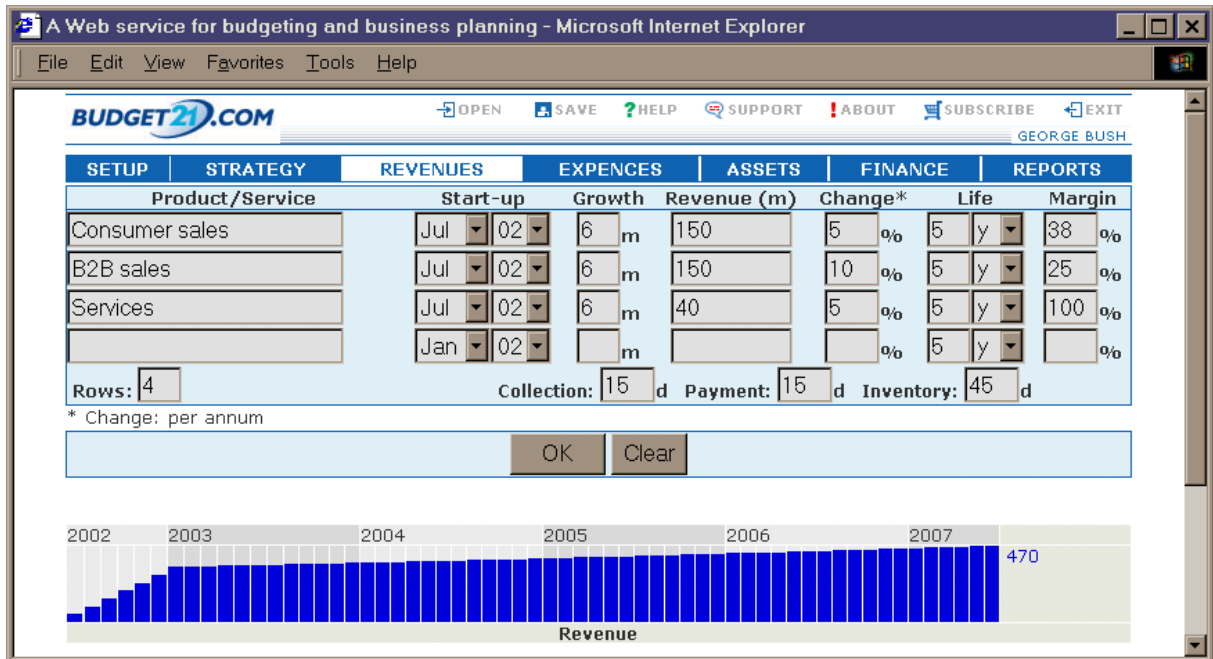 A Web service for budgeting and business planning - Microsoft Internet Explorer
File Edit View Favorites Tools Help
BUDGET21.COM
OPEN SAVE ?HELP SUPPORT !ABOUT SUBSCRIBE EXIT
GEORGE BUSH
SETUP STRATEGY REVENUES EXPENCES ASSETS FINANCE REPORTS
Product/Service Start-up Growth Revenue (m) Change* Life Margin
Consumer sales Jul 02 6 m 150 5 % 5 y 38 %
B2B sales Jul 02 6 m 150 10 % 5 y 25 %
Services Jul 02 6 m 40 5 % 5 y 100 %
Jan 02 m % 5 y %
Rows: 4 Collection: 15 d Payment: 15 d Inventory: 45 d
* Change: per annum
OK Clear
2002 2003 2004 2005 2006 2007
470
Revenue